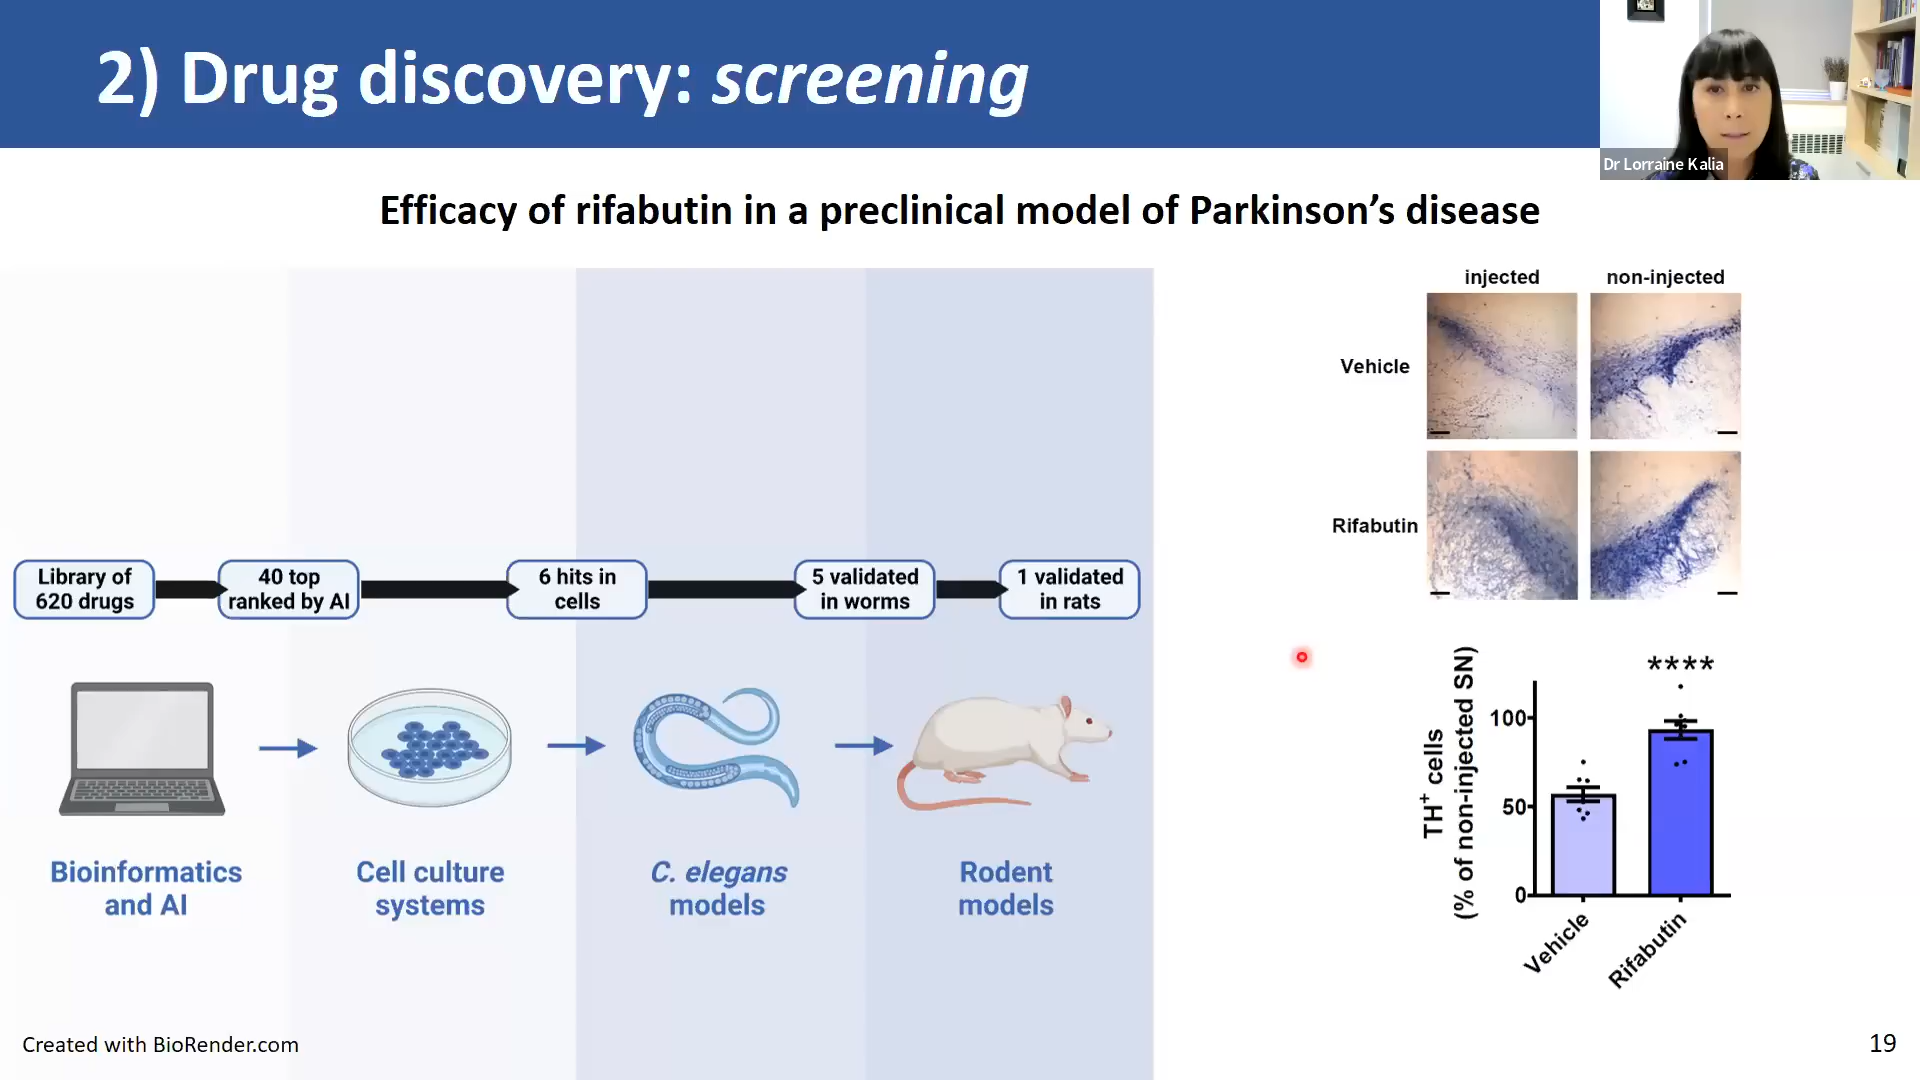 2) Drug discovery: screening
Dr Lorraine Kalia
Efficacy of rifabutin in a preclinical model of Parkinson's disease
Library of
620 drugs
40 top
ranked by AI
6 hits in
cells
5 validated
in worms
1 validated
in rats
Bioinformatics
and AI
Cell culture
systems
C. elegans
models
Rodent
models
injected
non-injected
Vehicle
Rifabutin
TH⁺ cells
(% of non-injected SN)
100
50
0
****
Vehicle
Rifabutin
Created with BioRender.com
19